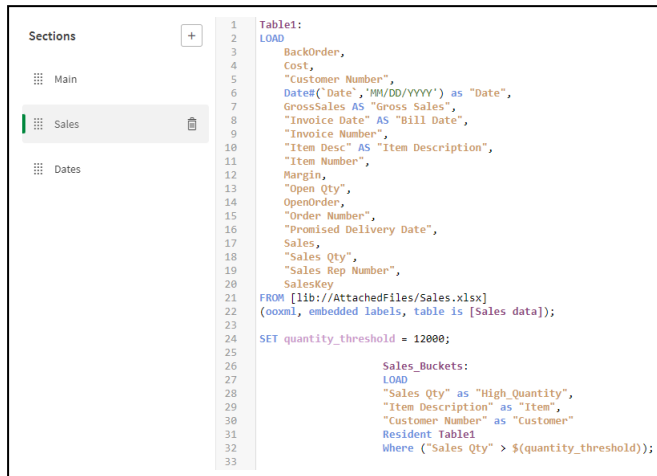 Sections
+
Main
Sales
Dates
1 Table1:
2 LOAD
3 BackOrder,
4 Cost,
5 "Customer Number",
6 Date#(`Date`,'MM/DD/YYYY') as "Date",
7 GrossSales AS "Gross Sales",
8 "Invoice Date" AS "Bill Date",
9 "Invoice Number",
10 "Item Desc" AS "Item Description",
11 "Item Number",
12 Margin,
13 "Open Qty",
14 OpenOrder,
15 "Order Number",
16 "Promised Delivery Date",
17 Sales,
18 "Sales Qty",
19 "Sales Rep Number",
20 SalesKey
21 FROM [lib://AttachedFiles/Sales.xlsx]
22 (ooxml, embedded labels, table is [Sales data]);
23
24 SET quantity_threshold = 12000;
25
26 Sales_Buckets:
27 LOAD
28 "Sales Qty" as "High_Quantity",
29 "Item Description" as "Item",
30 "Customer Number" as "Customer"
31 Resident Table1
32 Where ("Sales Qty" > $(quantity_threshold));
33